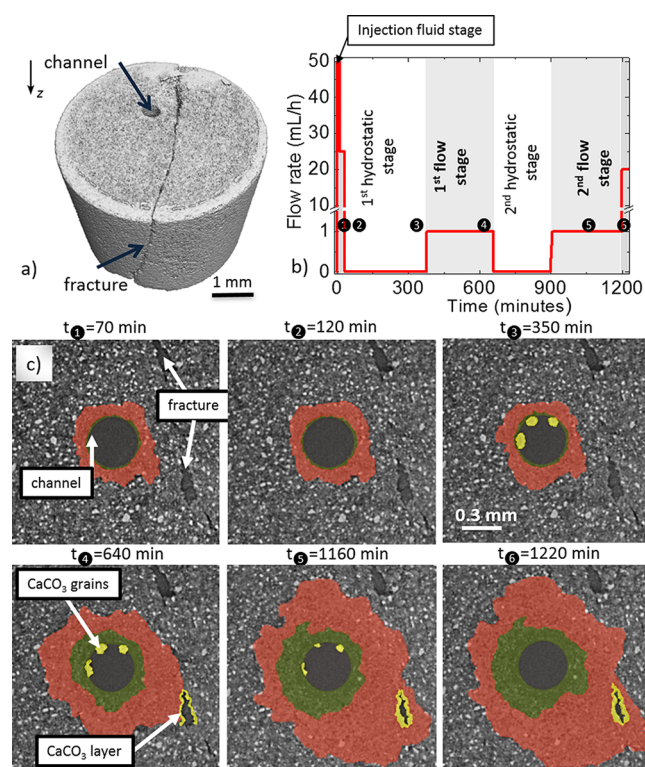 a)
channel
z
fracture
1 mm
Injection fluid stage
Flow rate (mL/h)
50
40
30
20
10
1
0
1st hydrostatic
stage
1st flow
stage
2nd hydrostatic
stage
2nd flow
stage
1 2 3 4 5 6
0 300 600 900 1200
Time (minutes)
b)
t1=70 min
t2=120 min
t3=350 min
c)
fracture
channel
0.3 mm
t4=640 min
t5=1160 min
t6=1220 min
CaCO3 grains
CaCO3 layer